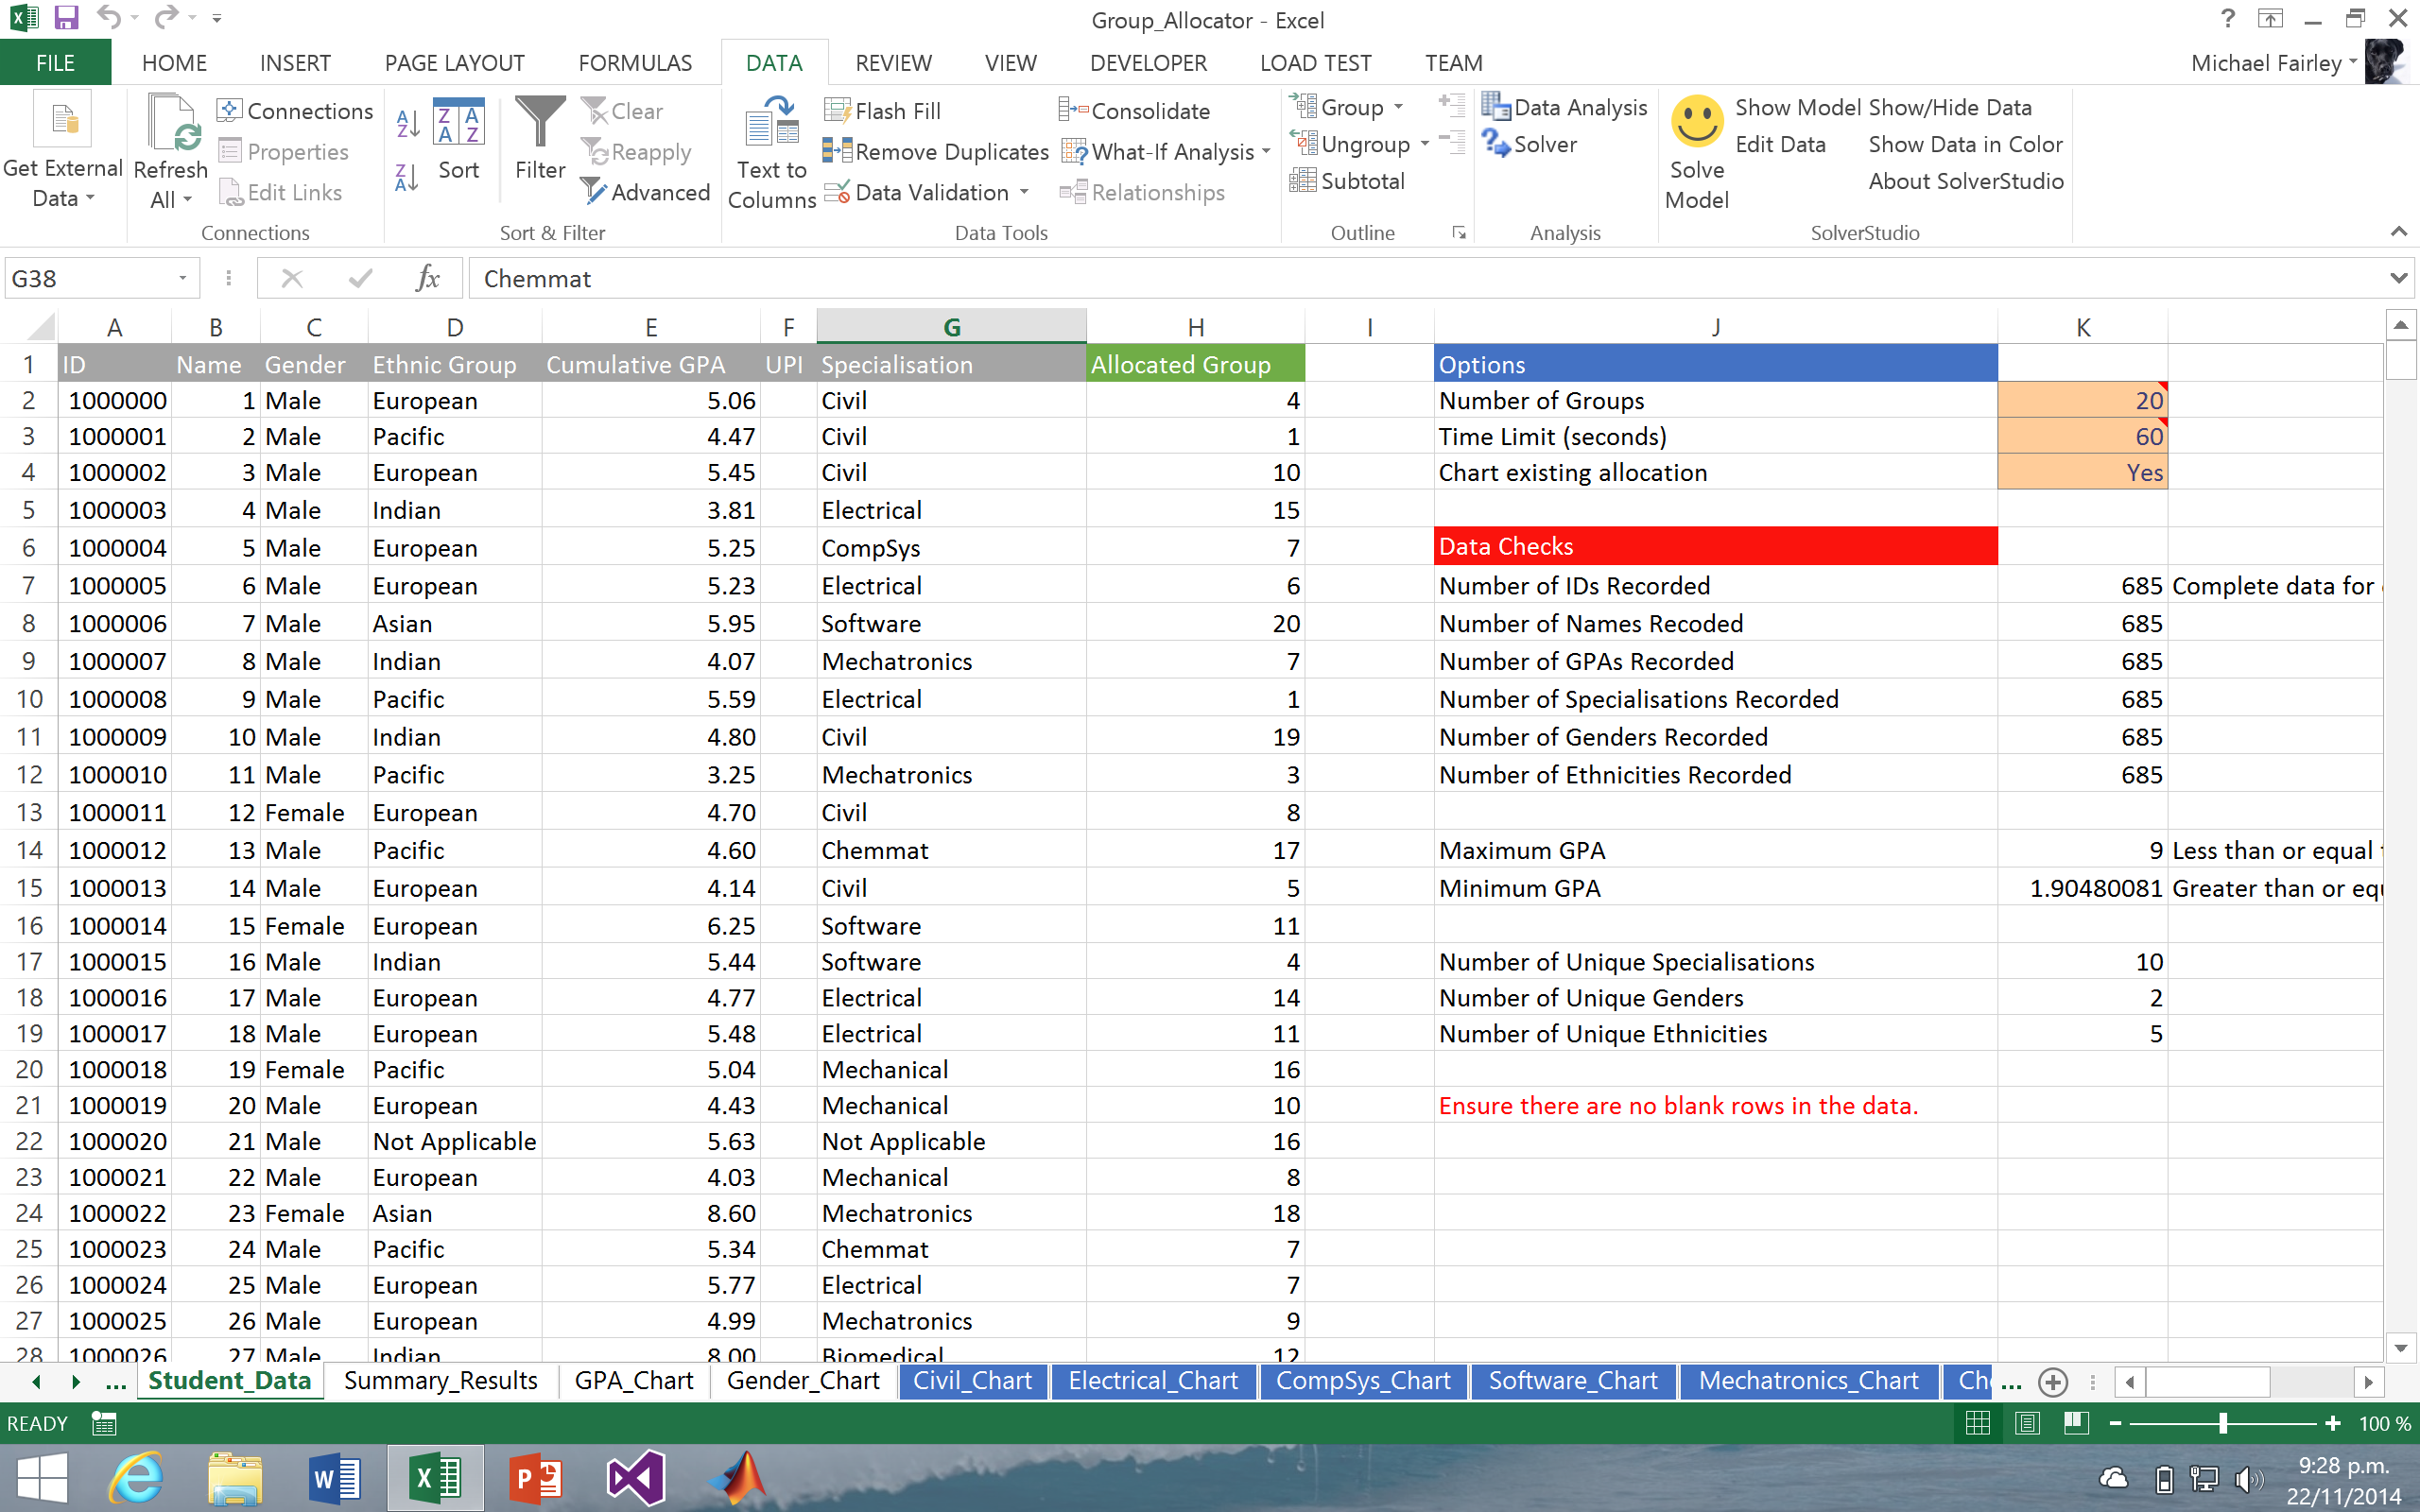 Group_Allocator - Excel
?
FILE HOME INSERT PAGE LAYOUT FORMULAS DATA REVIEW VIEW DEVELOPER LOAD TEST TEAM Michael Fairley
Get External Data
Refresh All
Connections
Properties
Edit Links
Connections
Sort
Filter
Clear
Reapply
Advanced
Sort & Filter
Text to Columns
Flash Fill
Remove Duplicates
Data Validation
Consolidate
What-If Analysis
Relationships
Data Tools
Group
Ungroup
Subtotal
Outline
Data Analysis
Solver
Analysis
Solve Model
Show Model Show/Hide Data
Edit Data Show Data in Color
About SolverStudio
SolverStudio
G38 fx Chemmat
A B C D E F G H I J K
1 ID Name Gender Ethnic Group Cumulative GPA UPI Specialisation Allocated Group Options
2 1000000 1 Male European 5.06 Civil 4 Number of Groups 20
3 1000001 2 Male Pacific 4.47 Civil 1 Time Limit (seconds) 60
4 1000002 3 Male European 5.45 Civil 10 Chart existing allocation Yes
5 1000003 4 Male Indian 3.81 Electrical 15
6 1000004 5 Male European 5.25 CompSys 7 Data Checks
7 1000005 6 Male European 5.23 Electrical 6 Number of IDs Recorded 685 Complete data for
8 1000006 7 Male Asian 5.95 Software 20 Number of Names Recoded 685
9 1000007 8 Male Indian 4.07 Mechatronics 7 Number of GPAs Recorded 685
10 1000008 9 Male Pacific 5.59 Electrical 1 Number of Specialisations Recorded 685
11 1000009 10 Male Indian 4.80 Civil 19 Number of Genders Recorded 685
12 1000010 11 Male Pacific 3.25 Mechatronics 3 Number of Ethnicities Recorded 685
13 1000011 12 Female European 4.70 Civil 8
14 1000012 13 Male Pacific 4.60 Chemmat 17 Maximum GPA 9 Less than or equal
15 1000013 14 Male European 4.14 Civil 5 Minimum GPA 1.90480081 Greater than or equ
16 1000014 15 Female European 6.25 Software 11
17 1000015 16 Male Indian 5.44 Software 4 Number of Unique Specialisations 10
18 1000016 17 Male European 4.77 Electrical 14 Number of Unique Genders 2
19 1000017 18 Male European 5.48 Electrical 11 Number of Unique Ethnicities 5
20 1000018 19 Female Pacific 5.04 Mechanical 16
21 1000019 20 Male European 4.43 Mechanical 10 Ensure there are no blank rows in the data.
22 1000020 21 Male Not Applicable 5.63 Not Applicable 16
23 1000021 22 Male European 4.03 Mechanical 8
24 1000022 23 Female Asian 8.60 Mechatronics 18
25 1000023 24 Male Pacific 5.34 Chemmat 7
26 1000024 25 Male European 5.77 Electrical 7
27 1000025 26 Male European 4.99 Mechatronics 9
28 1000026 27 Male Indian 8.00 Biomedical 12
... Student_Data Summary_Results GPA_Chart Gender_Chart Civil_Chart Electrical_Chart CompSys_Chart Software_Chart Mechatronics_Chart Ch ...
READY 100 %
9:28 p.m.
22/11/2014